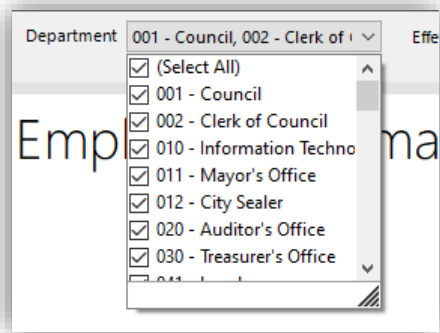 Department 001 - Council, 002 - Clerk of Effe
(Select All)
001 - Council
002 - Clerk of Council
Empl ma
010 - Information Techno
011 - Mayor's Office
012 - City Sealer
020 - Auditor's Office
030 - Treasurer's Office